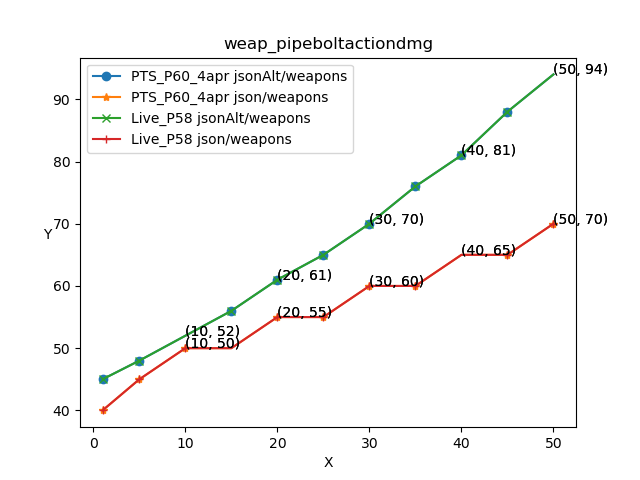 weap_pipeboltactiondmg
PTS_P60_4apr jsonAlt/weapons
PTS_P60_4apr json/weapons
Live_P58 jsonAlt/weapons
Live_P58 json/weapons
(50, 94)
(40, 81)
(30, 70)
(50, 70)
(40, 65)
(20, 61)
(30, 60)
(20, 55)
(10, 52)
(10, 50)
Y
90
80
70
60
50
40
0 10 20 30 40 50
X